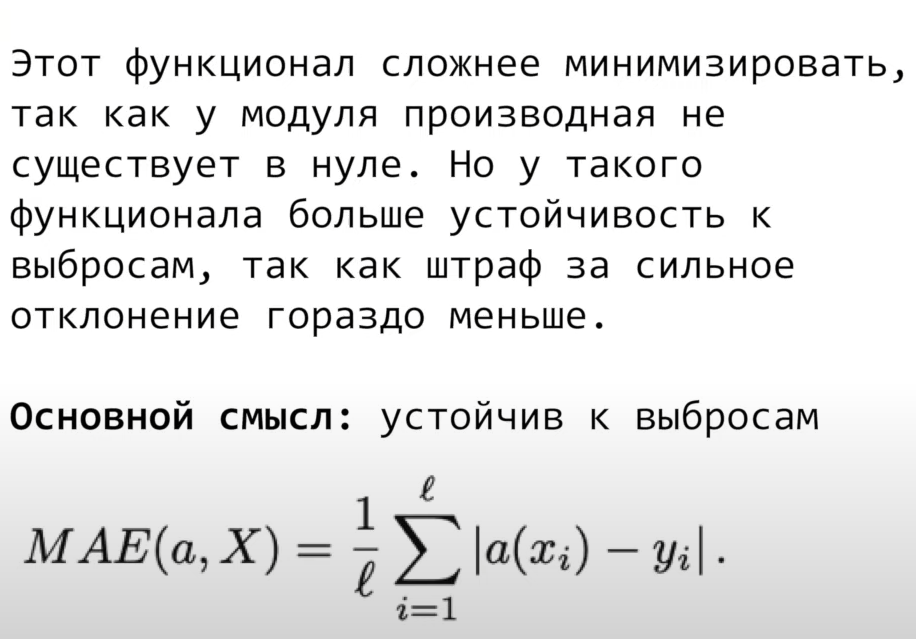 Этот функционал сложнее минимизировать,
так как у модуля производная не
существует в нуле. Но у такого
функционала больше устойчивость к
выбросам, так как штраф за сильное
отклонение гораздо меньше.
Основной смысл: устойчив к выбросам
MAE(a, X) = \frac{1}{\ell} \sum_{i=1}^{\ell} |a(x_i) − y_i| .